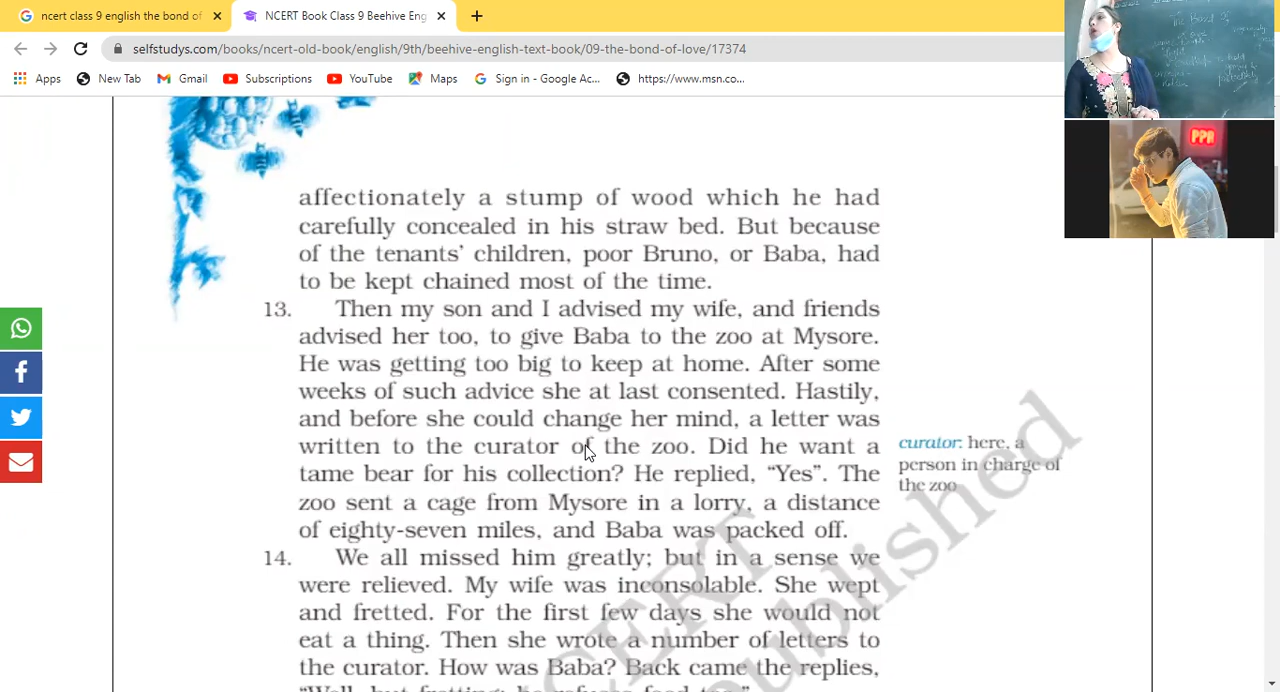 ncert class 9 english the bond of
NCERT Book Class 9 Beehive Eng
selfstudys.com/books/ncert-old-book/english/9th/beehive-english-text-book/09-the-bond-of-love/17374
Apps New Tab Gmail Subscriptions YouTube Maps Sign in - Google Ac... https://www.msn.co...
The Bond
PPR
affectionately a stump of wood which he had
carefully concealed in his straw bed. But because
of the tenants' children, poor Bruno, or Baba, had
to be kept chained most of the time.
13. Then my son and I advised my wife, and friends
advised her too, to give Baba to the zoo at Mysore.
He was getting too big to keep at home. After some
weeks of such advice she at last consented. Hastily,
and before she could change her mind, a letter was
written to the curator of the zoo. Did he want a
tame bear for his collection? He replied, “Yes”. The
zoo sent a cage from Mysore in a lorry, a distance
of eighty-seven miles, and Baba was packed off.
curator: here, a
person in charge of
the zoo
14. We all missed him greatly; but in a sense we
were relieved. My wife was inconsolable. She wept
and fretted. For the first few days she would not
eat a thing. Then she wrote a number of letters to
the curator. How was Baba? Back came the replies,
“Well, but fretting; he refuses food too.”
NCERT
published